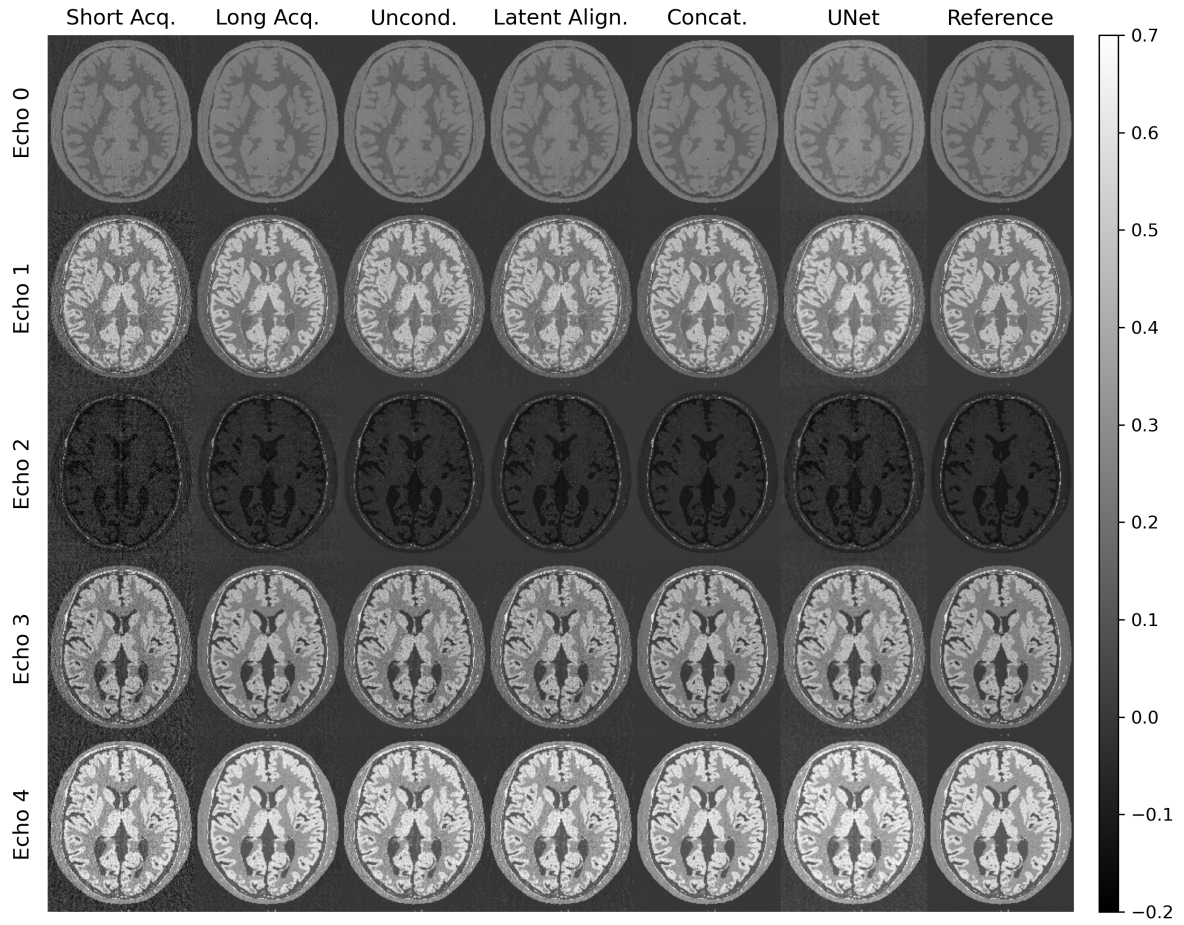 Short Acq. Long Acq. Uncond. Latent Align. Concat. UNet Reference
Echo 0
Echo 1
Echo 2
Echo 3
Echo 4
0.7
0.6
0.5
0.4
0.3
0.2
0.1
0.0
−0.1
−0.2